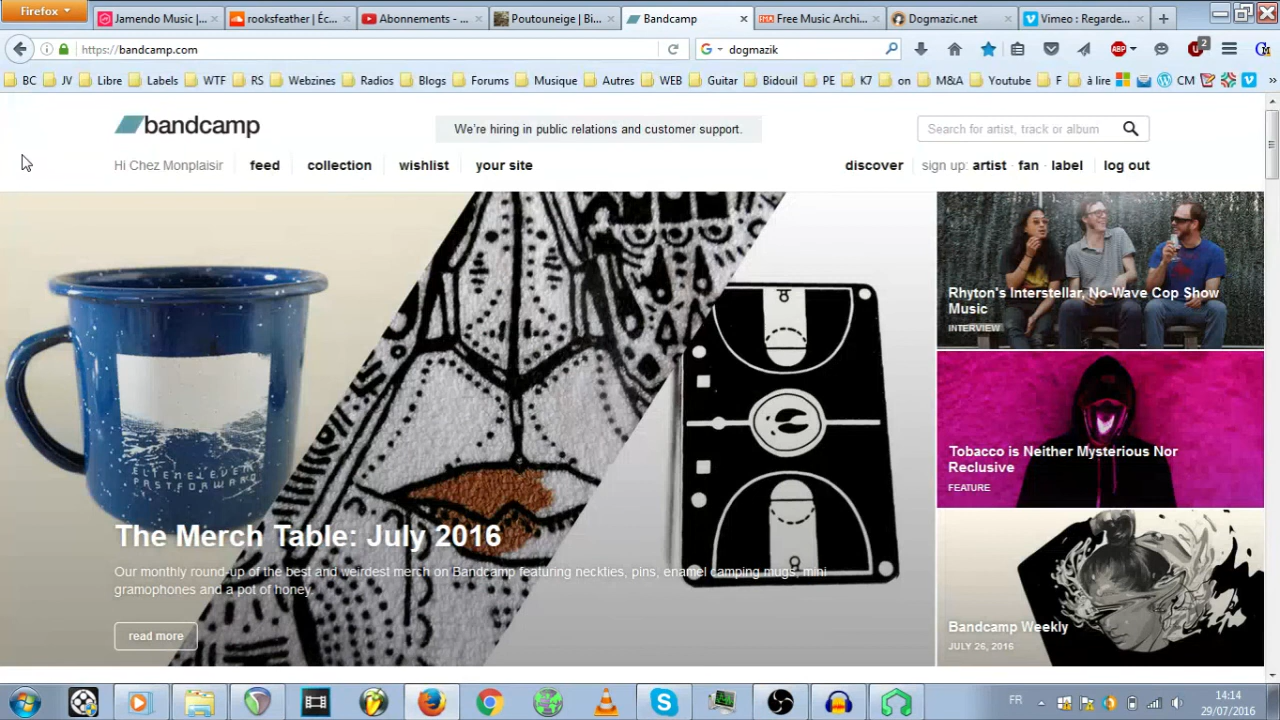 Firefox
Jamendo Music |...
rooksfeather | Éc...
Abonnements - ...
Poutouneige | Bi...
Bandcamp
Free Music Archi...
Dogmazic.net
Vimeo : Regarde...
https://bandcamp.com
dogmazik
ABP
2
BC JV Libre Labels WTF RS Webzines Radios Blogs Forums Musique Autres WEB Guitar Bidouil PE K7 on M&A Youtube F à lire CM
bandcamp
We're hiring in public relations and customer support.
Search for artist, track or album
Hi Chez Monplaisir feed collection wishlist your site
discover sign up: artist · fan · label log out
Rhyton's Interstellar, No-Wave Cop Show
Music
INTERVIEW
Tobacco is Neither Mysterious Nor
Reclusive
FEATURE
The Merch Table: July 2016
Our monthly round-up of the best and weirdest merch on Bandcamp featuring neckties, pins, enamel camping mugs, mini
gramophones and a pot of honey.
read more
Bandcamp Weekly
JULY 26, 2016
FR
14:14
29/07/2016